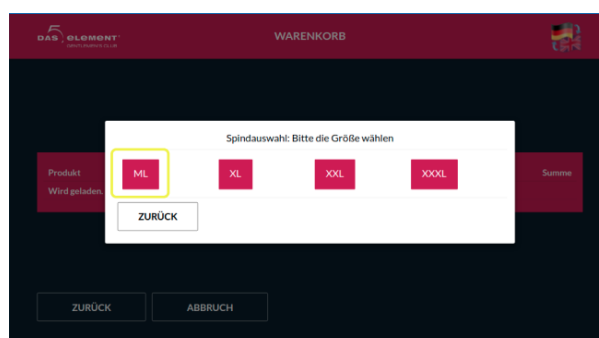 DAS 5 ELEMENT
WARENKORB
Spindauswahl: Bitte die Größe wählen
ML XL XXL XXXL
Produkt Summe
Wird geladen.
ZURÜCK
ZURÜCK ABBRUCH